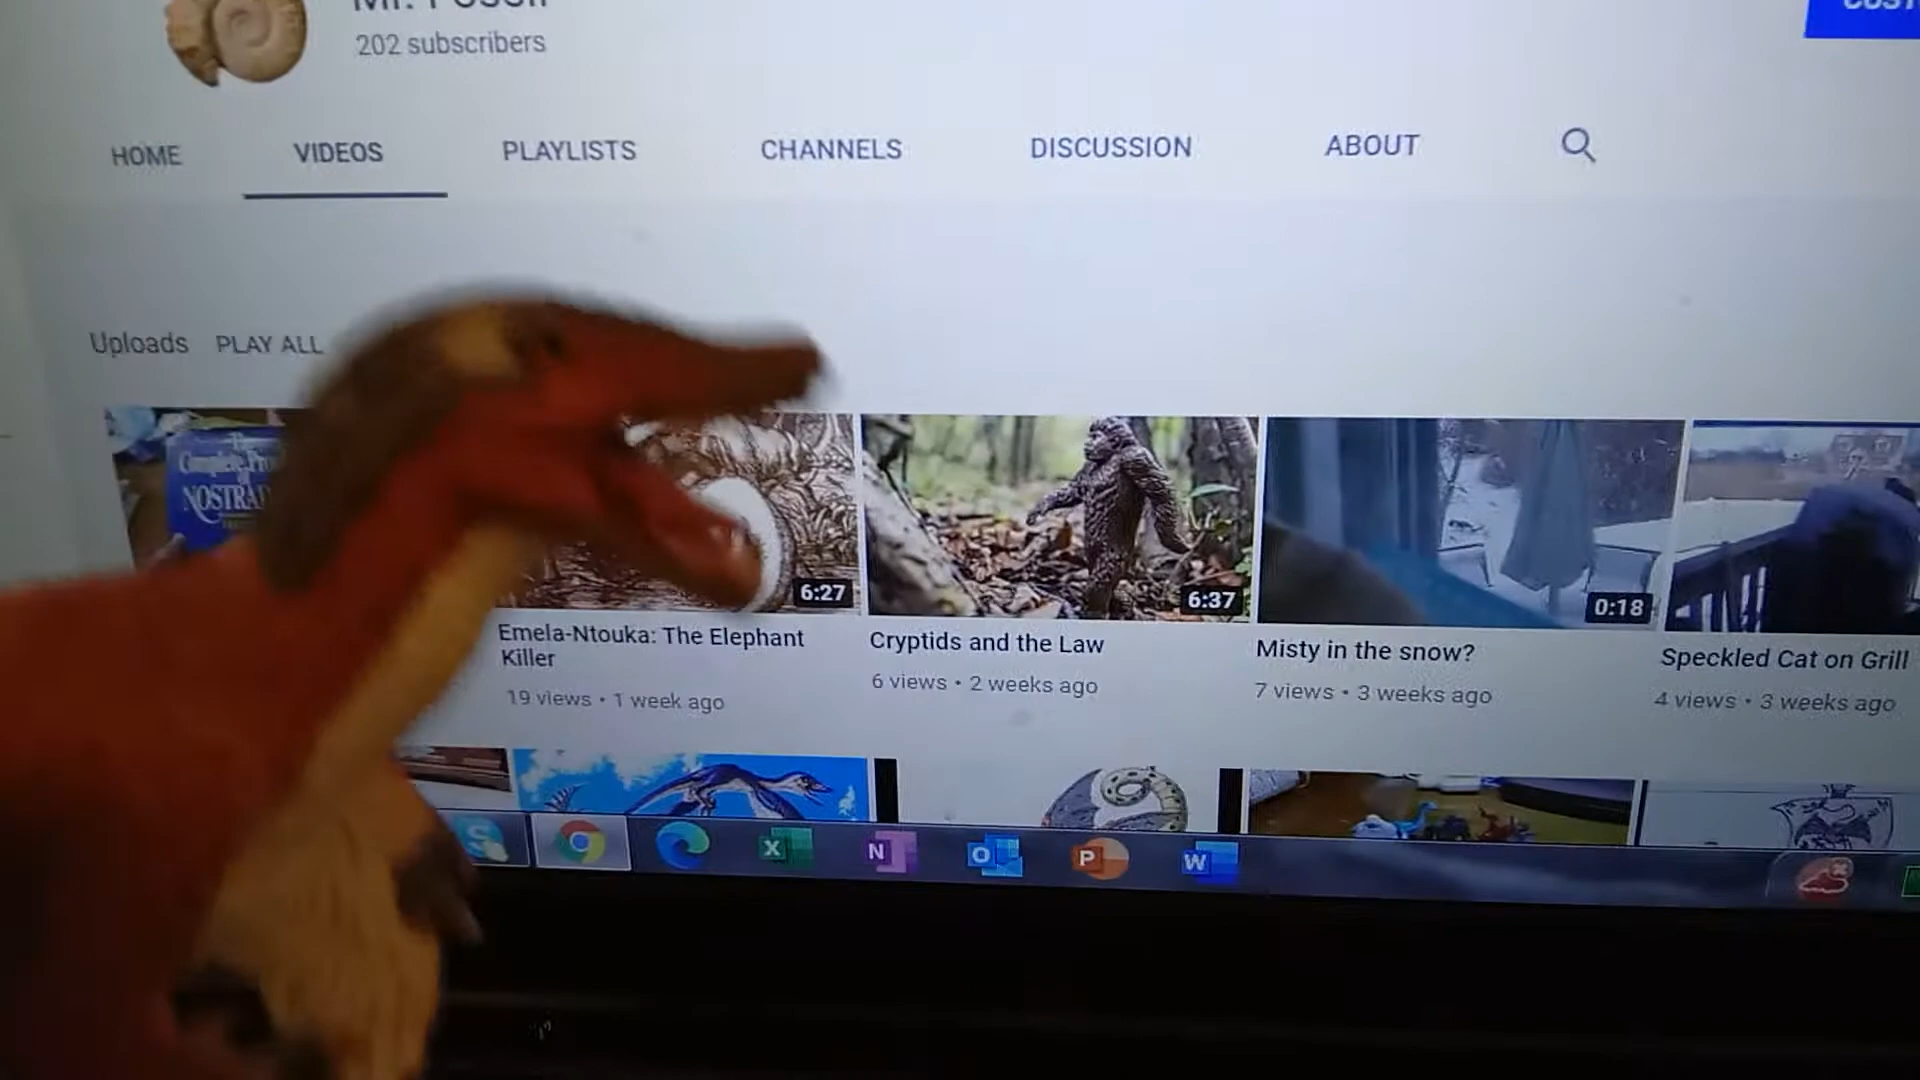 202 subscribers
HOME VIDEOS PLAYLISTS CHANNELS DISCUSSION ABOUT
Uploads PLAY ALL
6:27
6:37
0:18
Emela-Ntouka: The Elephant
Killer
19 views • 1 week ago
Cryptids and the Law
6 views • 2 weeks ago
Misty in the snow?
7 views • 3 weeks ago
Speckled Cat on Grill
4 views • 3 weeks ago
S X N O P W